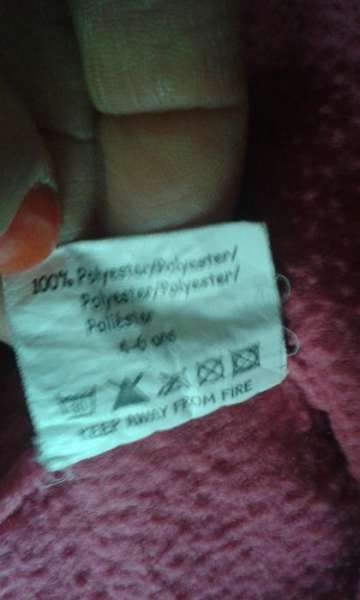 100% Polyester/Polyester/
Polyester/Polyester/
Poliéster
KEEP AWAY FROM FIRE